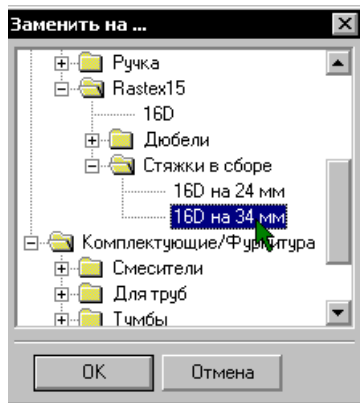 Заменить на ...
Ручка
Rastex15
16D
Дюбели
Стяжки в сборе
16D на 24 мм
16D на 34 мм
Комплектующие/Фурнитура
Смесители
Для труб
Тумбы
OK
Отмена